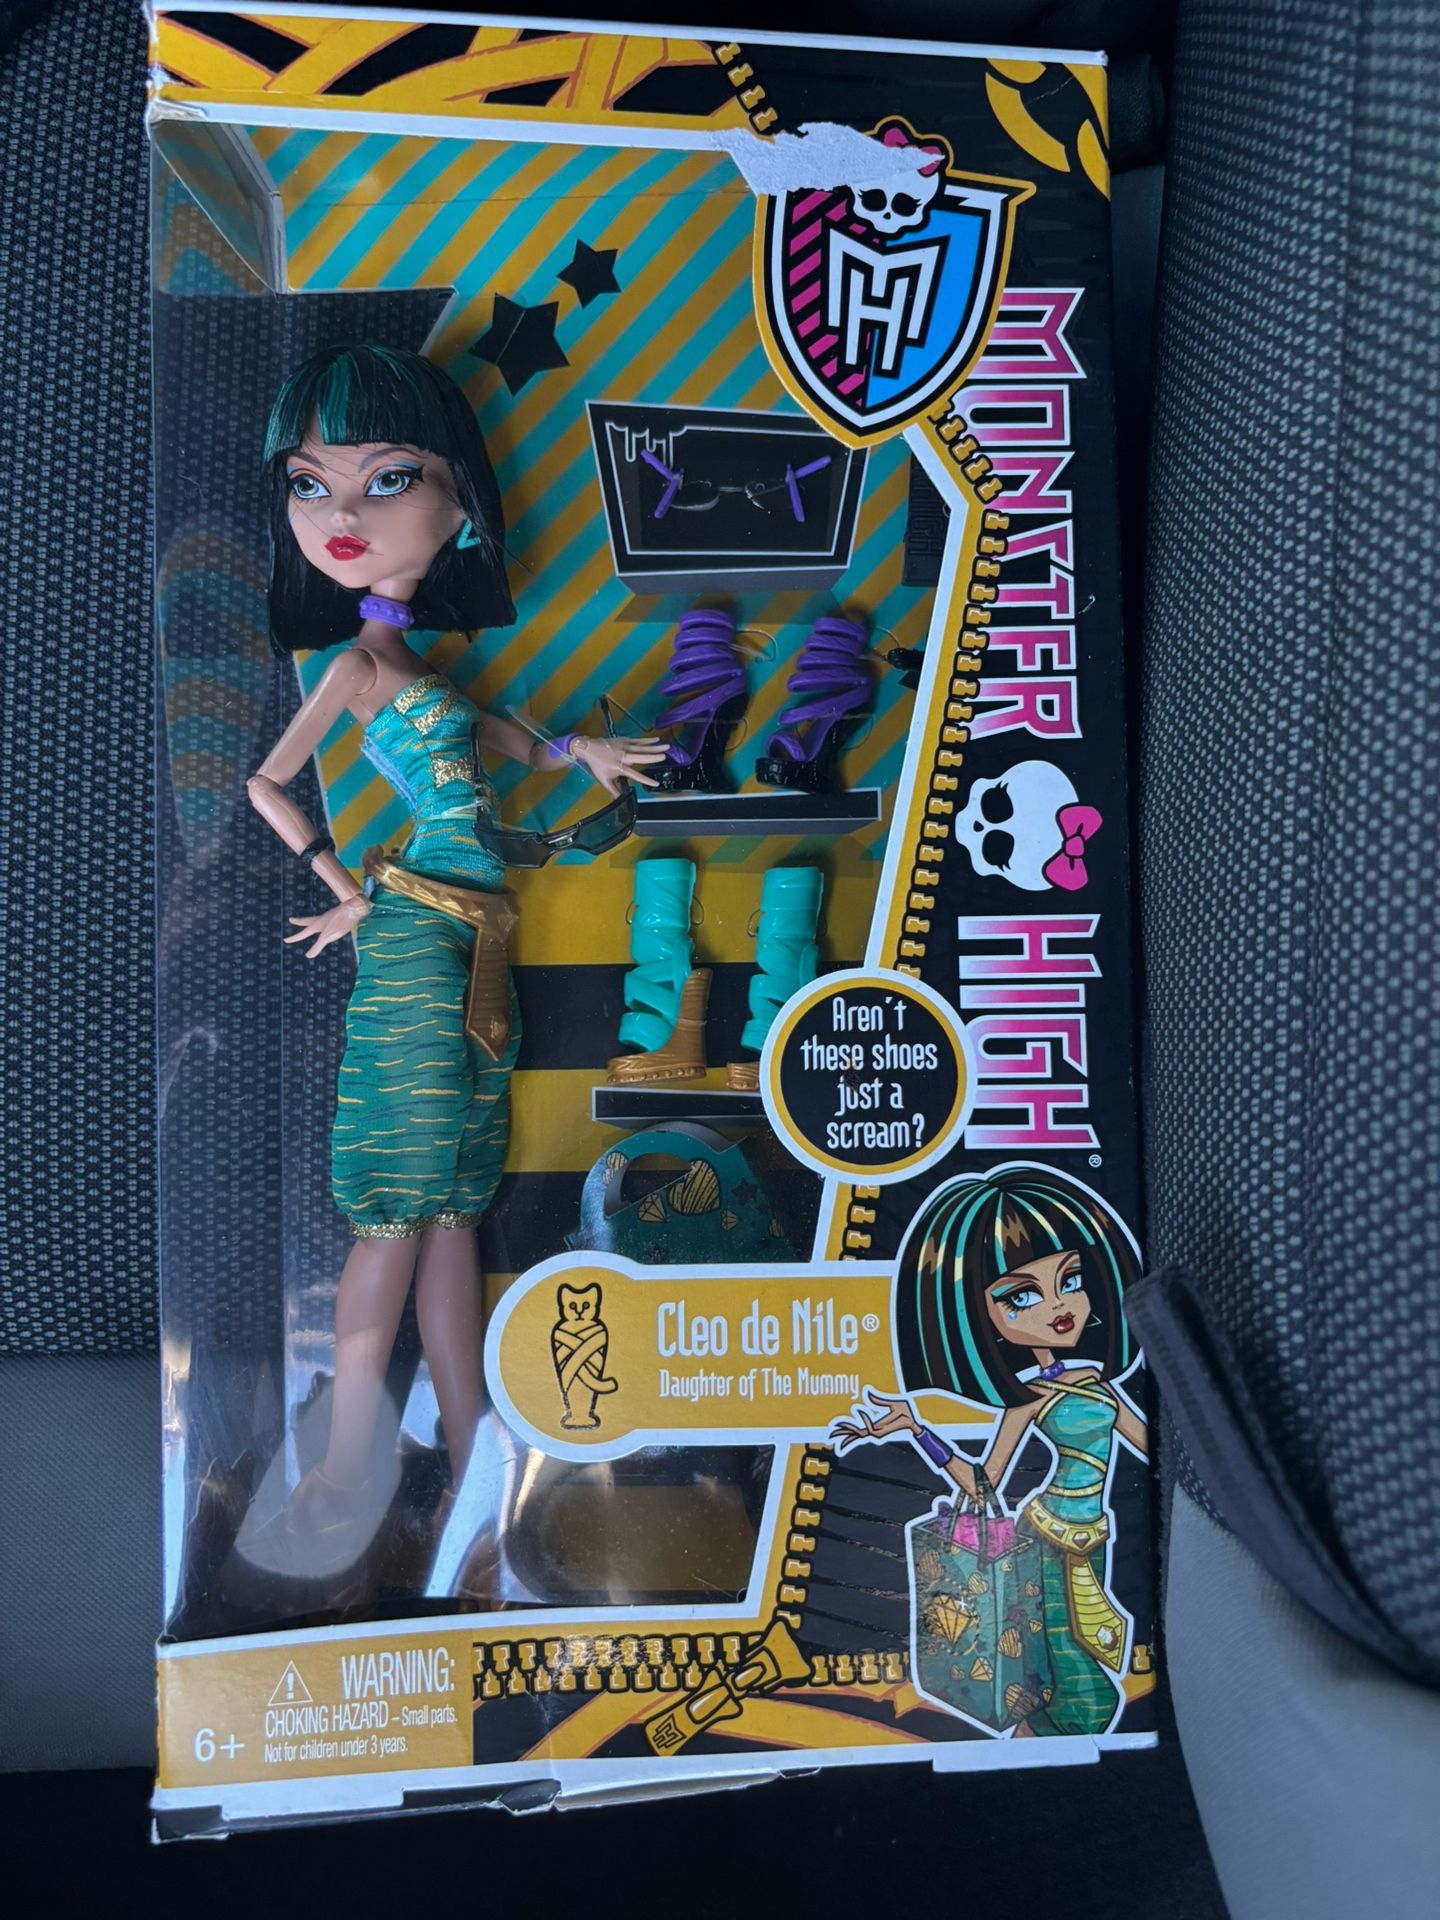 MH
MONSTER HIGH®
Aren't
these shoes
just a
scream?
Cleo de Nile®
Daughter of The Mummy
WARNING:
CHOKING HAZARD – Small parts.
Not for children under 3 years.
6+